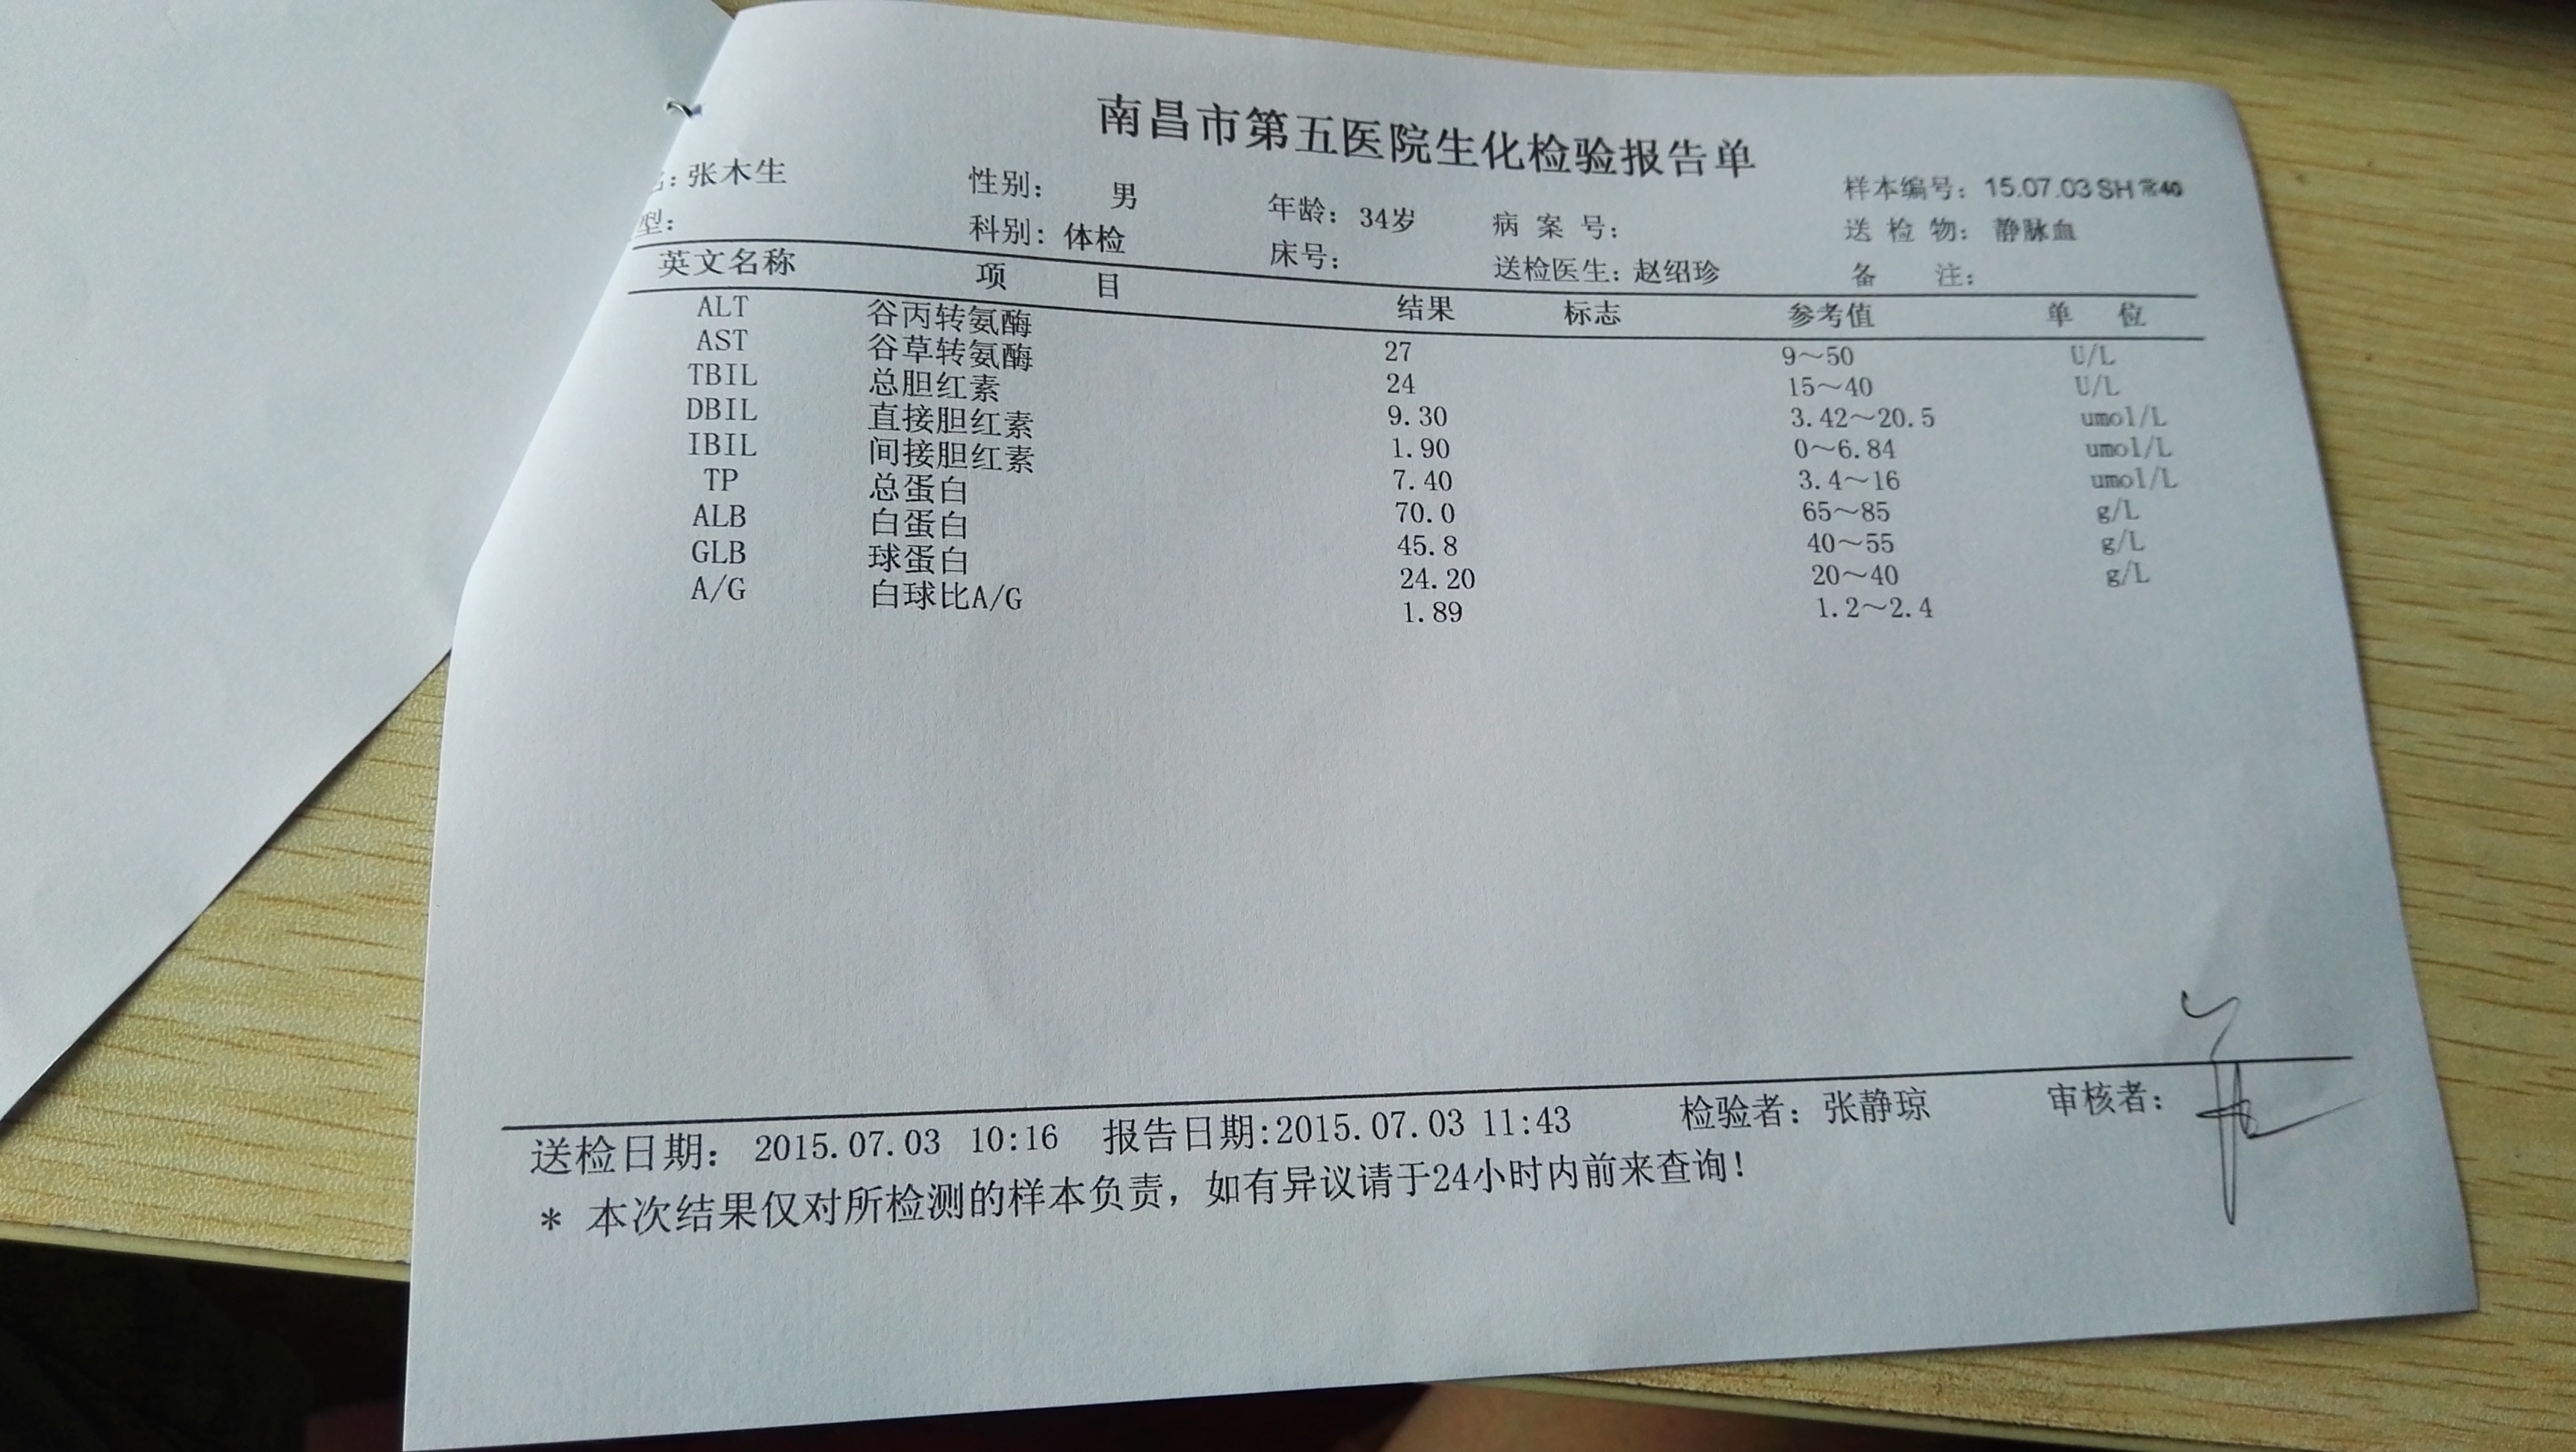 南昌市第五医院生化检验报告单
：张木生 性别： 男 年龄：34岁 病 案 号： 样本编号：15.07.03SH常40
型： 科别：体检 床号： 送检医生：赵绍珍 送 检 物：静脉血
备 注：
英文名称 项 目 结果 标志 参考值 单 位
ALT 谷丙转氨酶 27 9～50 U/L
AST 谷草转氨酶 24 15～40 U/L
TBIL 总胆红素 9.30 3.42～20.5 umol/L
DBIL 直接胆红素 1.90 0～6.84 umol/L
IBIL 间接胆红素 7.40 3.4～16 umol/L
TP 总蛋白 70.0 65～85 g/L
ALB 白蛋白 45.8 40～55 g/L
GLB 球蛋白 24.20 20～40 g/L
A/G 白球比A/G 1.89 1.2～2.4
送检日期： 2015.07.03 10:16 报告日期:2015.07.03 11:43 检验者：张静琼 审核者：
* 本次结果仅对所检测的样本负责，如有异议请于24小时内前来查询！